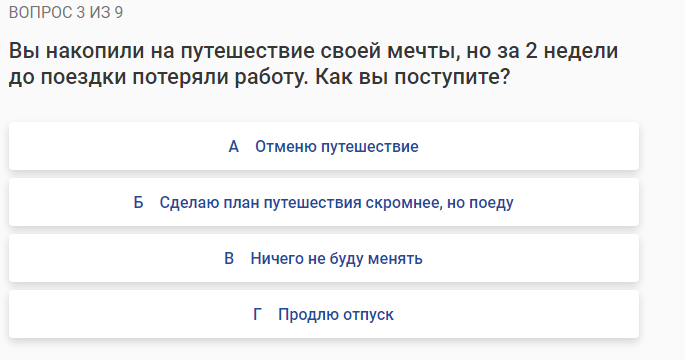 ВОПРОС 3 ИЗ 9
Вы накопили на путешествие своей мечты, но за 2 недели
до поездки потеряли работу. Как вы поступите?
А Отменю путешествие
Б Сделаю план путешествия скромнее, но поеду
В Ничего не буду менять
Г Продлю отпуск